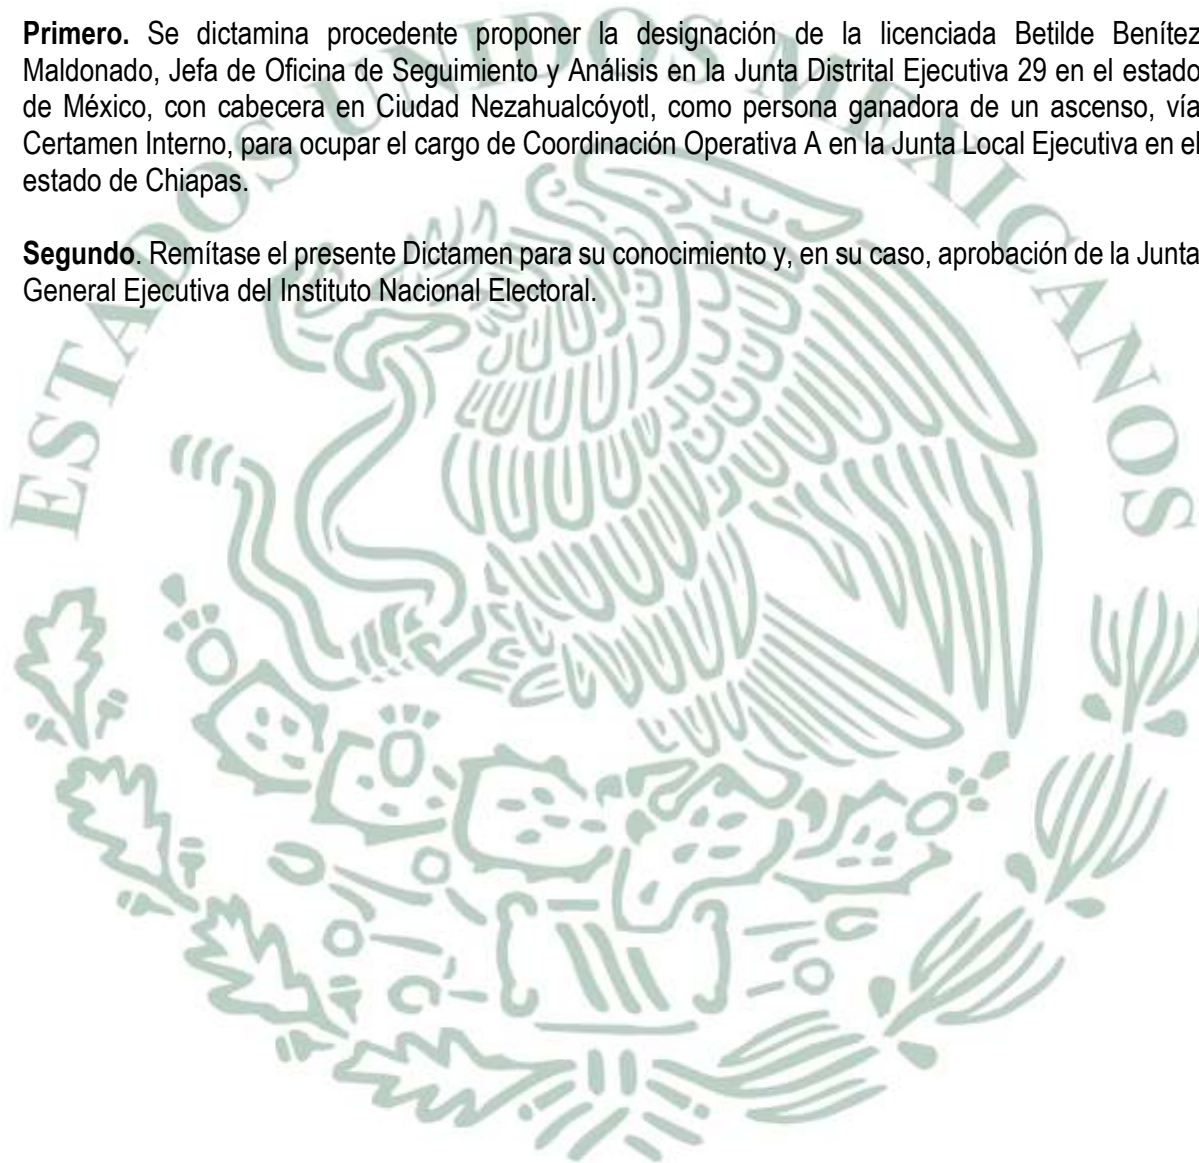 Primero. Se dictamina procedente proponer la designación de la licenciada Betilde Benítez
Maldonado, Jefa de Oficina de Seguimiento y Análisis en la Junta Distrital Ejecutiva 29 en el estado
de México, con cabecera en Ciudad Nezahualcóyotl, como persona ganadora de un ascenso, vía
Certamen Interno, para ocupar el cargo de Coordinación Operativa A en la Junta Local Ejecutiva en el
estado de Chiapas.
Segundo. Remítase el presente Dictamen para su conocimiento y, en su caso, aprobación de la Junta
General Ejecutiva del Instituto Nacional Electoral.
ESTADOS UNIDOS MEXICANOS